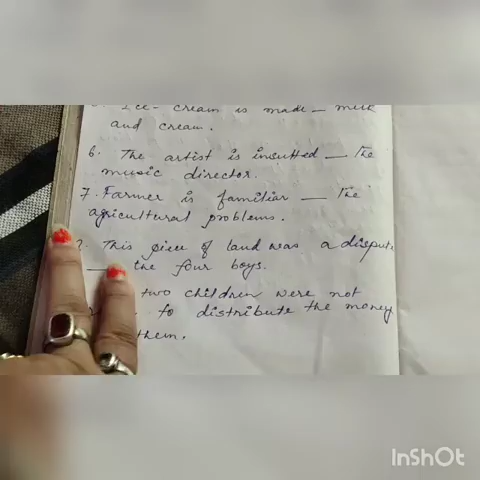 Ice-cream is made _ milk
and cream.
6. The artist is insulted _ the
music director.
7. Farmer is familiar _ the
agricultural problems.
This piece of land was a dispute
_ the four boys.
two children were not
to distribute the money
them.
InShOt